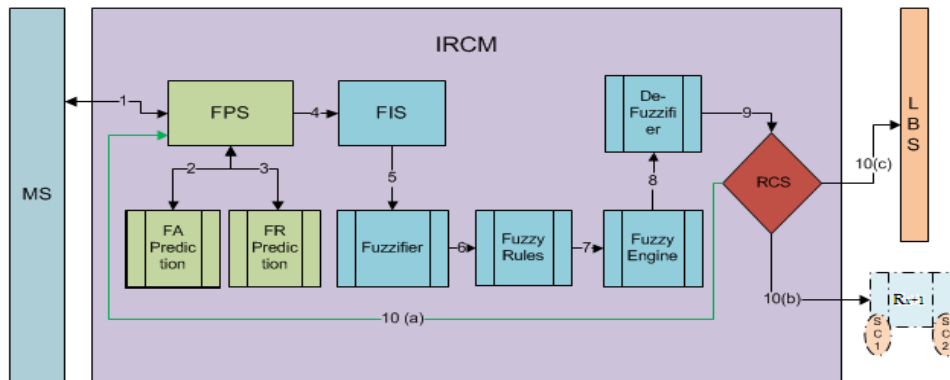 IRCM
MS
1
FPS
4
FIS
2
3
5
FA
Predic
tion
FR
Predic
tion
Fuzzifier
6
Fuzzy
Rules
7
Fuzzy
Engine
8
De-
Fuzzifi
er
9
RCS
10 (a)
10(b)
10(c)
L
B
S
Rx+1
S
C
1
S
C
2